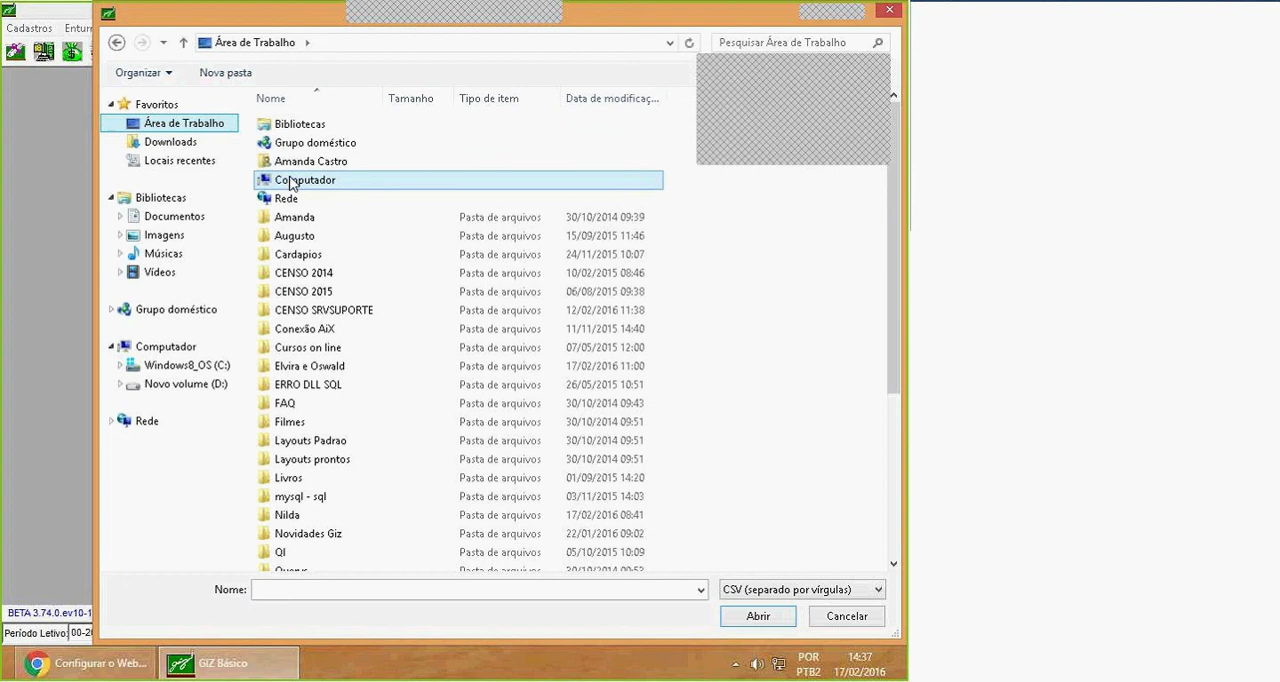 Cadastros Entur
Área de Trabalho
Pesquisar Área de Trabalho
Organizar
Nova pasta
Nome Tamanho Tipo de item Data de modificaç...
Favoritos
Área de Trabalho
Downloads
Locais recentes
Bibliotecas
Documentos
Imagens
Músicas
Vídeos
Grupo doméstico
Computador
Windows8_OS (C:)
Novo volume (D:)
Rede
Bibliotecas
Grupo doméstico
Amanda Castro
Computador
Rede
Amanda Pasta de arquivos 30/10/2014 09:39
Augusto Pasta de arquivos 15/09/2015 11:46
Cardapios Pasta de arquivos 24/11/2015 10:07
CENSO 2014 Pasta de arquivos 10/02/2015 08:46
CENSO 2015 Pasta de arquivos 06/08/2015 09:38
CENSO SRVSUPORTE Pasta de arquivos 12/02/2016 11:38
Conexão AiX Pasta de arquivos 11/11/2015 14:40
Cursos on line Pasta de arquivos 07/05/2015 12:00
Elvira e Oswald Pasta de arquivos 17/02/2016 11:00
ERRO DLL SQL Pasta de arquivos 26/05/2015 10:51
FAQ Pasta de arquivos 30/10/2014 09:43
Filmes Pasta de arquivos 30/10/2014 09:51
Layouts Padrao Pasta de arquivos 30/10/2014 09:51
Layouts prontos Pasta de arquivos 30/10/2014 09:51
Livros Pasta de arquivos 01/09/2015 14:20
mysql - sql Pasta de arquivos 03/11/2015 14:03
Nilda Pasta de arquivos 17/02/2016 08:41
Novidades Giz Pasta de arquivos 22/01/2016 09:02
QI Pasta de arquivos 05/10/2015 10:09
Querys Pasta de arquivos 30/10/2014 09:53
Nome:
CSV (separado por vírgulas)
Abrir
Cancelar
BETA 3.74.0.ev10-1
Período Letivo: 00-20
Configurar o Web...
GIZ Básico
POR
PTB2
14:37
17/02/2016